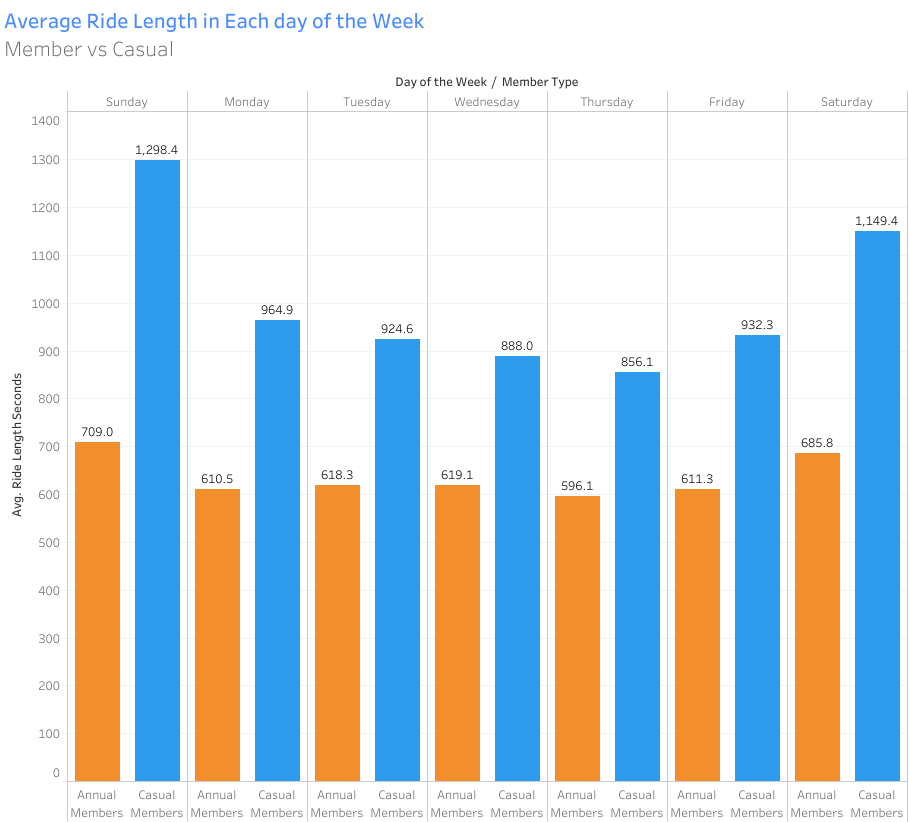 Average Ride Length in Each day of the Week
Member vs Casual
Day of the Week / Member Type
Sunday Monday Tuesday Wednesday Thursday Friday Saturday
Avg. Ride Length Seconds
1400
1300
1200
1100
1000
900
800
700
600
500
400
300
200
100
0
709.0 1,298.4 610.5 964.9 618.3 924.6 619.1 888.0 596.1 856.1 611.3 932.3 685.8 1,149.4
Annual Casual Annual Casual Annual Casual Annual Casual Annual Casual Annual Casual Annual Casual
Members Members Members Members Members Members Members Members Members Members Members Members Members Members